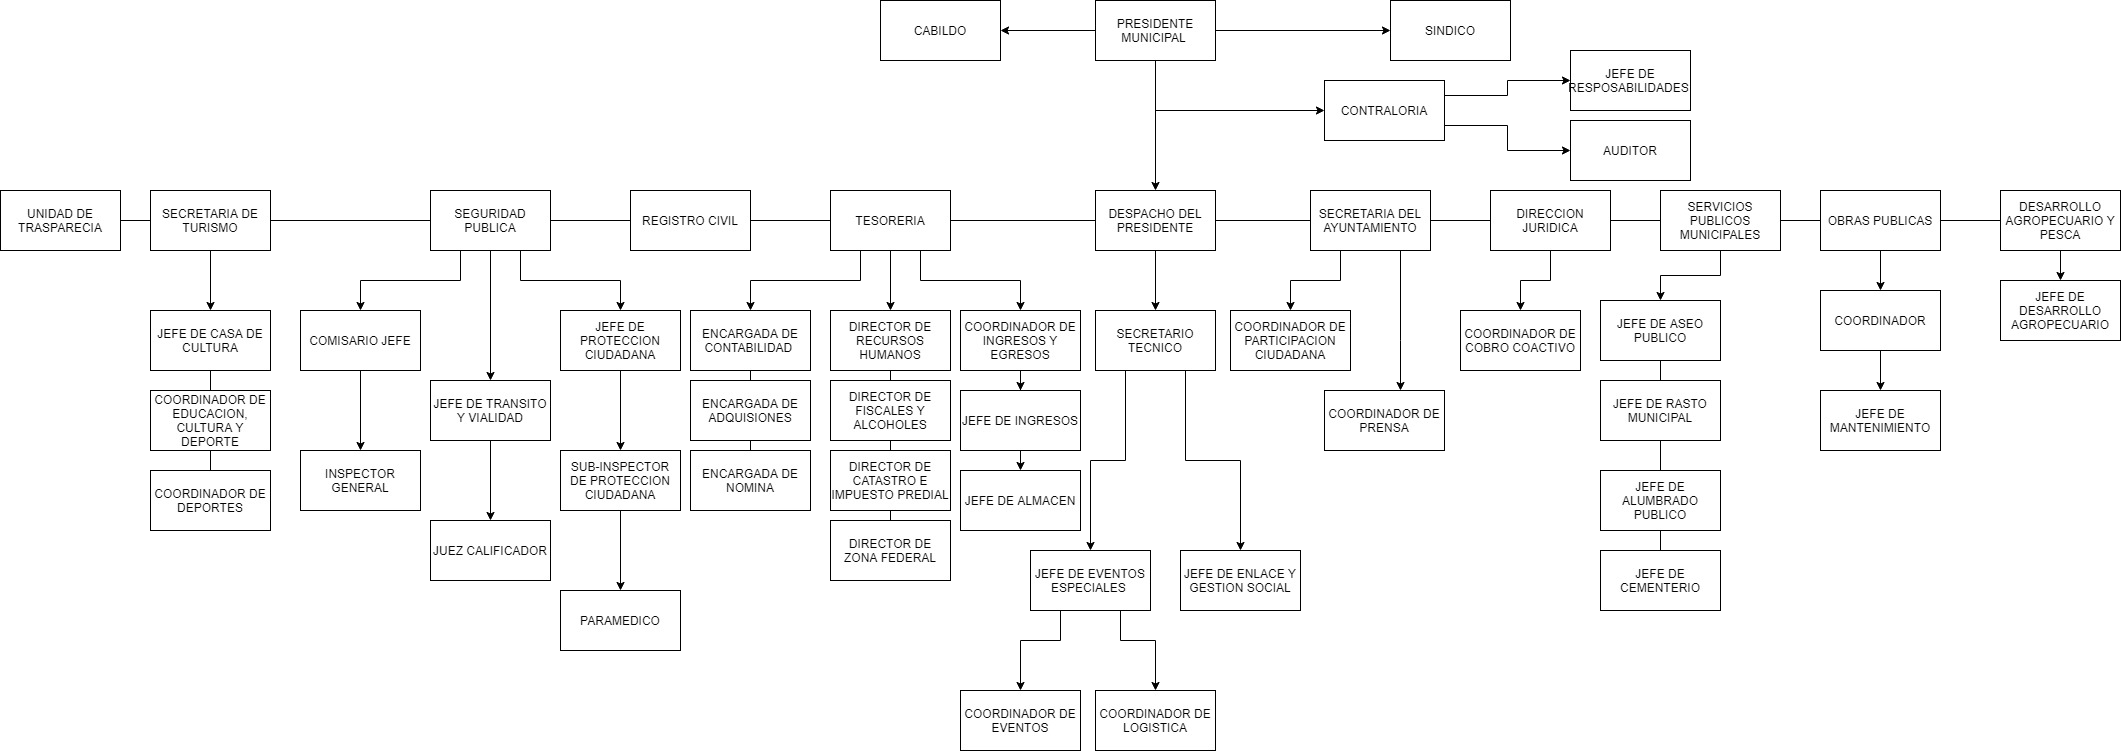 CABILDO
PRESIDENTE
MUNICIPAL
SINDICO
JEFE DE
RESPOSABILIDADES
CONTRALORIA
AUDITOR
UNIDAD DE
TRASPARECIA
SECRETARIA DE
TURISMO
SEGURIDAD
PUBLICA
REGISTRO CIVIL
TESORERIA
DESPACHO DEL
PRESIDENTE
SECRETARIA DEL
AYUNTAMIENTO
DIRECCION
JURIDICA
SERVICIOS
PUBLICOS
MUNICIPALES
OBRAS PUBLICAS
DESARROLLO
AGROPECUARIO Y
PESCA
JEFE DE CASA DE
CULTURA
COMISARIO JEFE
JEFE DE
PROTECCION
CIUDADANA
ENCARGADA DE
CONTABILIDAD
DIRECTOR DE
RECURSOS
HUMANOS
COORDINADOR DE
INGRESOS Y
EGRESOS
SECRETARIO
TECNICO
COORDINADOR DE
PARTICIPACION
CIUDADANA
COORDINADOR DE
COBRO COACTIVO
JEFE DE ASEO
PUBLICO
COORDINADOR
JEFE DE
DESARROLLO
AGROPECUARIO
COORDINADOR DE
EDUCACION,
CULTURA Y
DEPORTE
JEFE DE TRANSITO
Y VIALIDAD
ENCARGADA DE
ADQUISIONES
DIRECTOR DE
FISCALES Y
ALCOHOLES
JEFE DE INGRESOS
COORDINADOR DE
PRENSA
JEFE DE RASTO
MUNICIPAL
JEFE DE
MANTENIMIENTO
COORDINADOR DE
DEPORTES
INSPECTOR
GENERAL
SUB-INSPECTOR
DE PROTECCION
CIUDADANA
ENCARGADA DE
NOMINA
DIRECTOR DE
CATASTRO E
IMPUESTO PREDIAL
JEFE DE ALMACEN
JEFE DE
ALUMBRADO
PUBLICO
JUEZ CALIFICADOR
DIRECTOR DE
ZONA FEDERAL
JEFE DE EVENTOS
ESPECIALES
JEFE DE ENLACE Y
GESTION SOCIAL
JEFE DE
CEMENTERIO
PARAMEDICO
COORDINADOR DE
EVENTOS
COORDINADOR DE
LOGISTICA